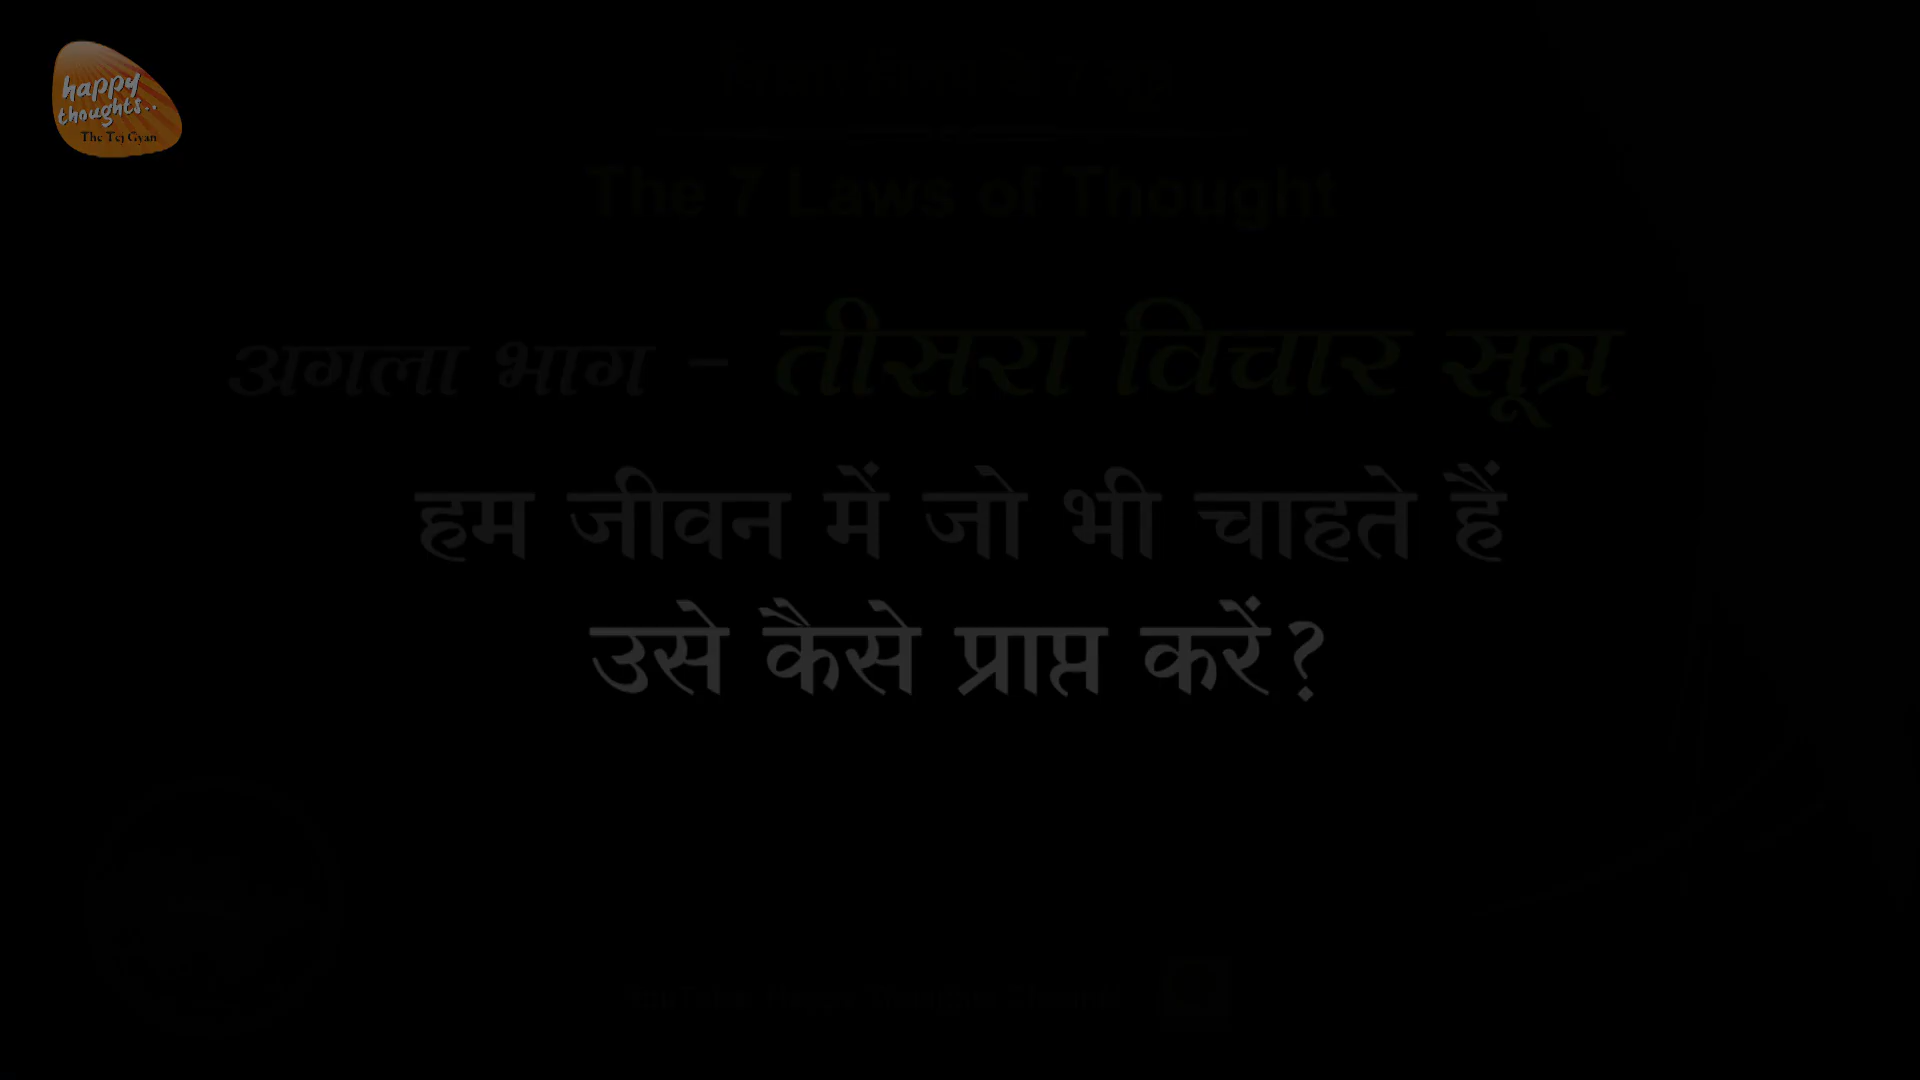 happy
thoughts..
The Tej Gyan
The 7 Laws of Thought
अगला भाग - तीसरा विचार सूत्र
हम जीवन में जो भी चाहते हैं
उसे कैसे प्राप्त करें?